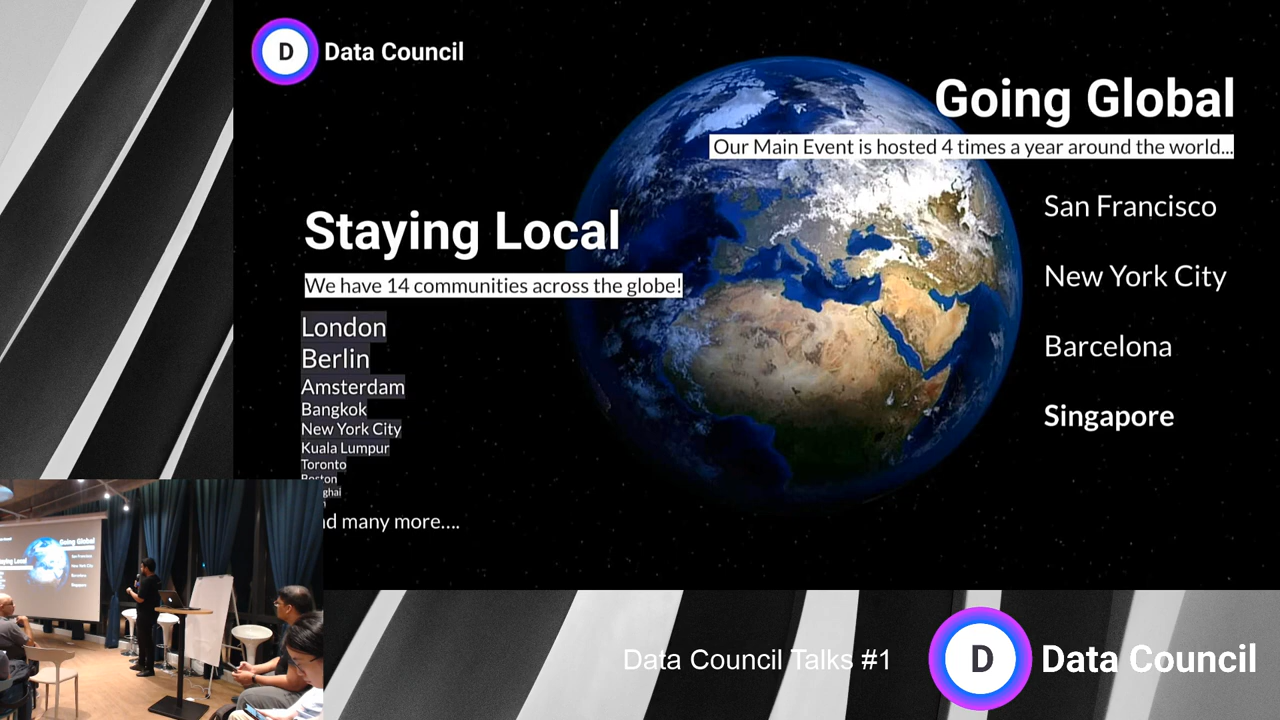 D Data Council
Going Global
Our Main Event is hosted 4 times a year around the world...
San Francisco
New York City
Barcelona
Singapore
Staying Local
We have 14 communities across the globe!
London
Berlin
Amsterdam
Bangkok
New York City
Kuala Lumpur
Toronto
Boston
many more....
Going Global
Data Council Talks #1
D Data Council